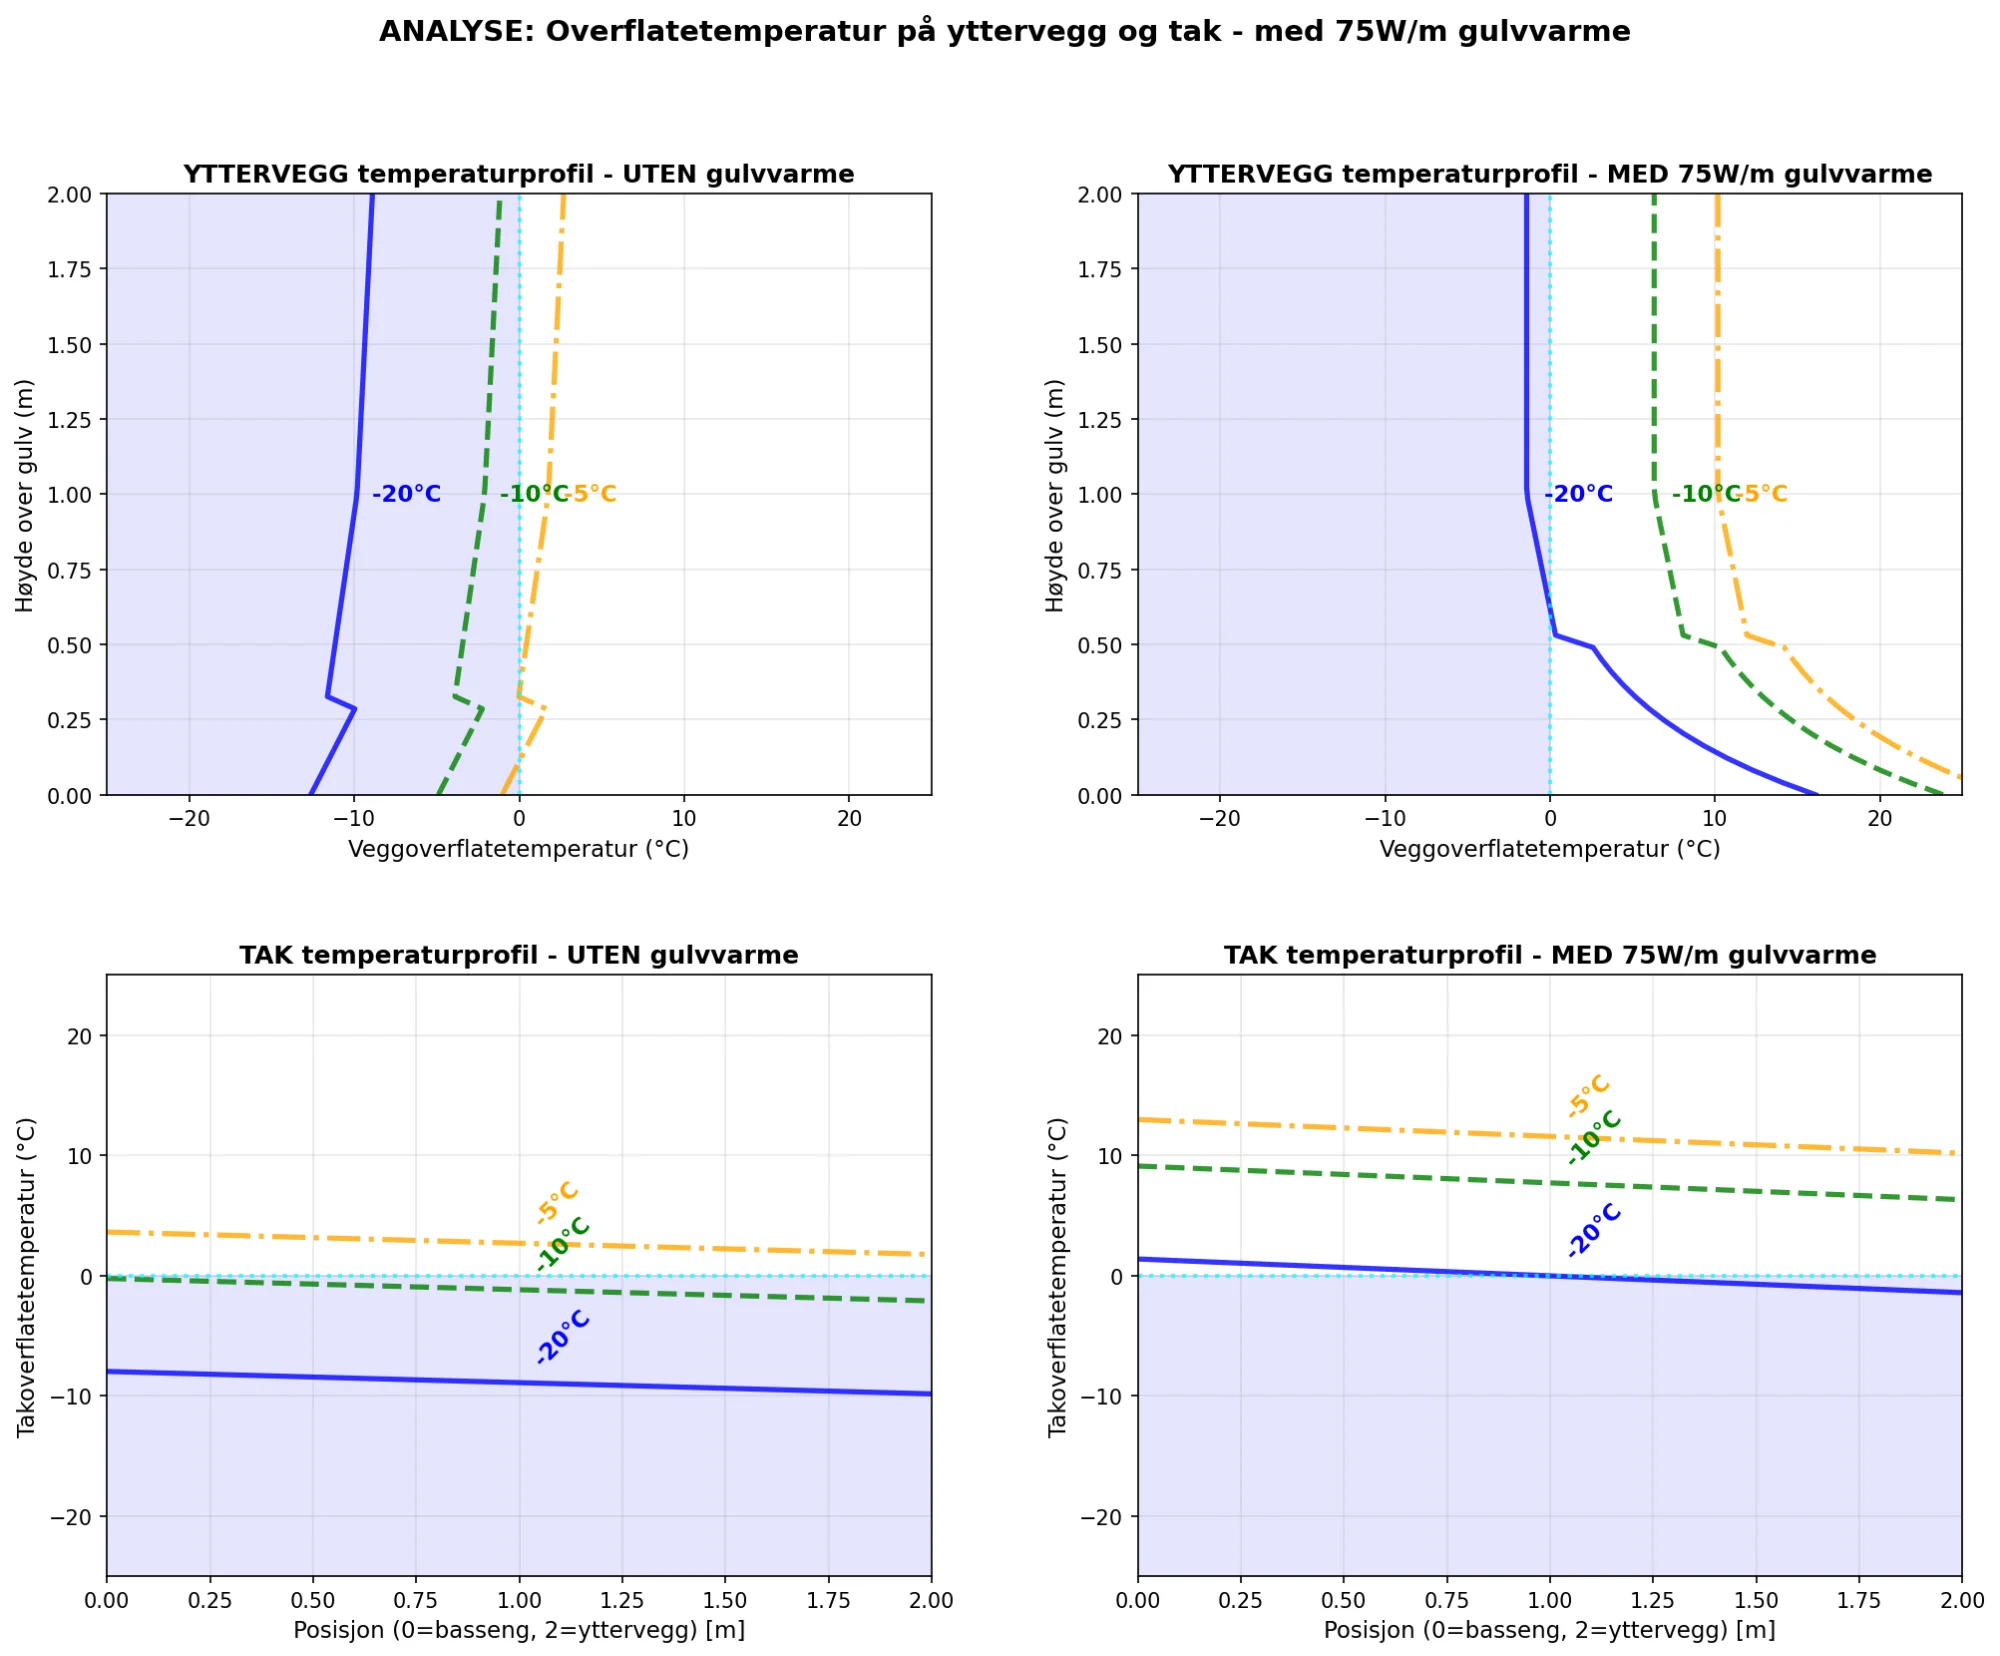 ANALYSE: Overflatetemperatur på yttervegg og tak - med 75W/m gulvvarme
YTTERVEGG temperaturprofil - UTEN gulvvarme
2.00
1.75
1.50
1.25
1.00
0.75
0.50
0.25
0.00
Høyde over gulv (m)
-20°C
-10°C
-5°C
−20 −10 0 10 20
Veggoverflatetemperatur (°C)
YTTERVEGG temperaturprofil - MED 75W/m gulvvarme
2.00
1.75
1.50
1.25
1.00
0.75
0.50
0.25
0.00
Høyde over gulv (m)
-20°C
-10°C
-5°C
−20 −10 0 10 20
Veggoverflatetemperatur (°C)
TAK temperaturprofil - UTEN gulvvarme
20
10
0
−10
−20
Takoverflatetemperatur (°C)
-5°C
-10°C
-20°C
0.00 0.25 0.50 0.75 1.00 1.25 1.50 1.75 2.00
Posisjon (0=basseng, 2=yttervegg) [m]
TAK temperaturprofil - MED 75W/m gulvvarme
20
10
0
−10
−20
Takoverflatetemperatur (°C)
-5°C
-10°C
-20°C
0.00 0.25 0.50 0.75 1.00 1.25 1.50 1.75 2.00
Posisjon (0=basseng, 2=yttervegg) [m]